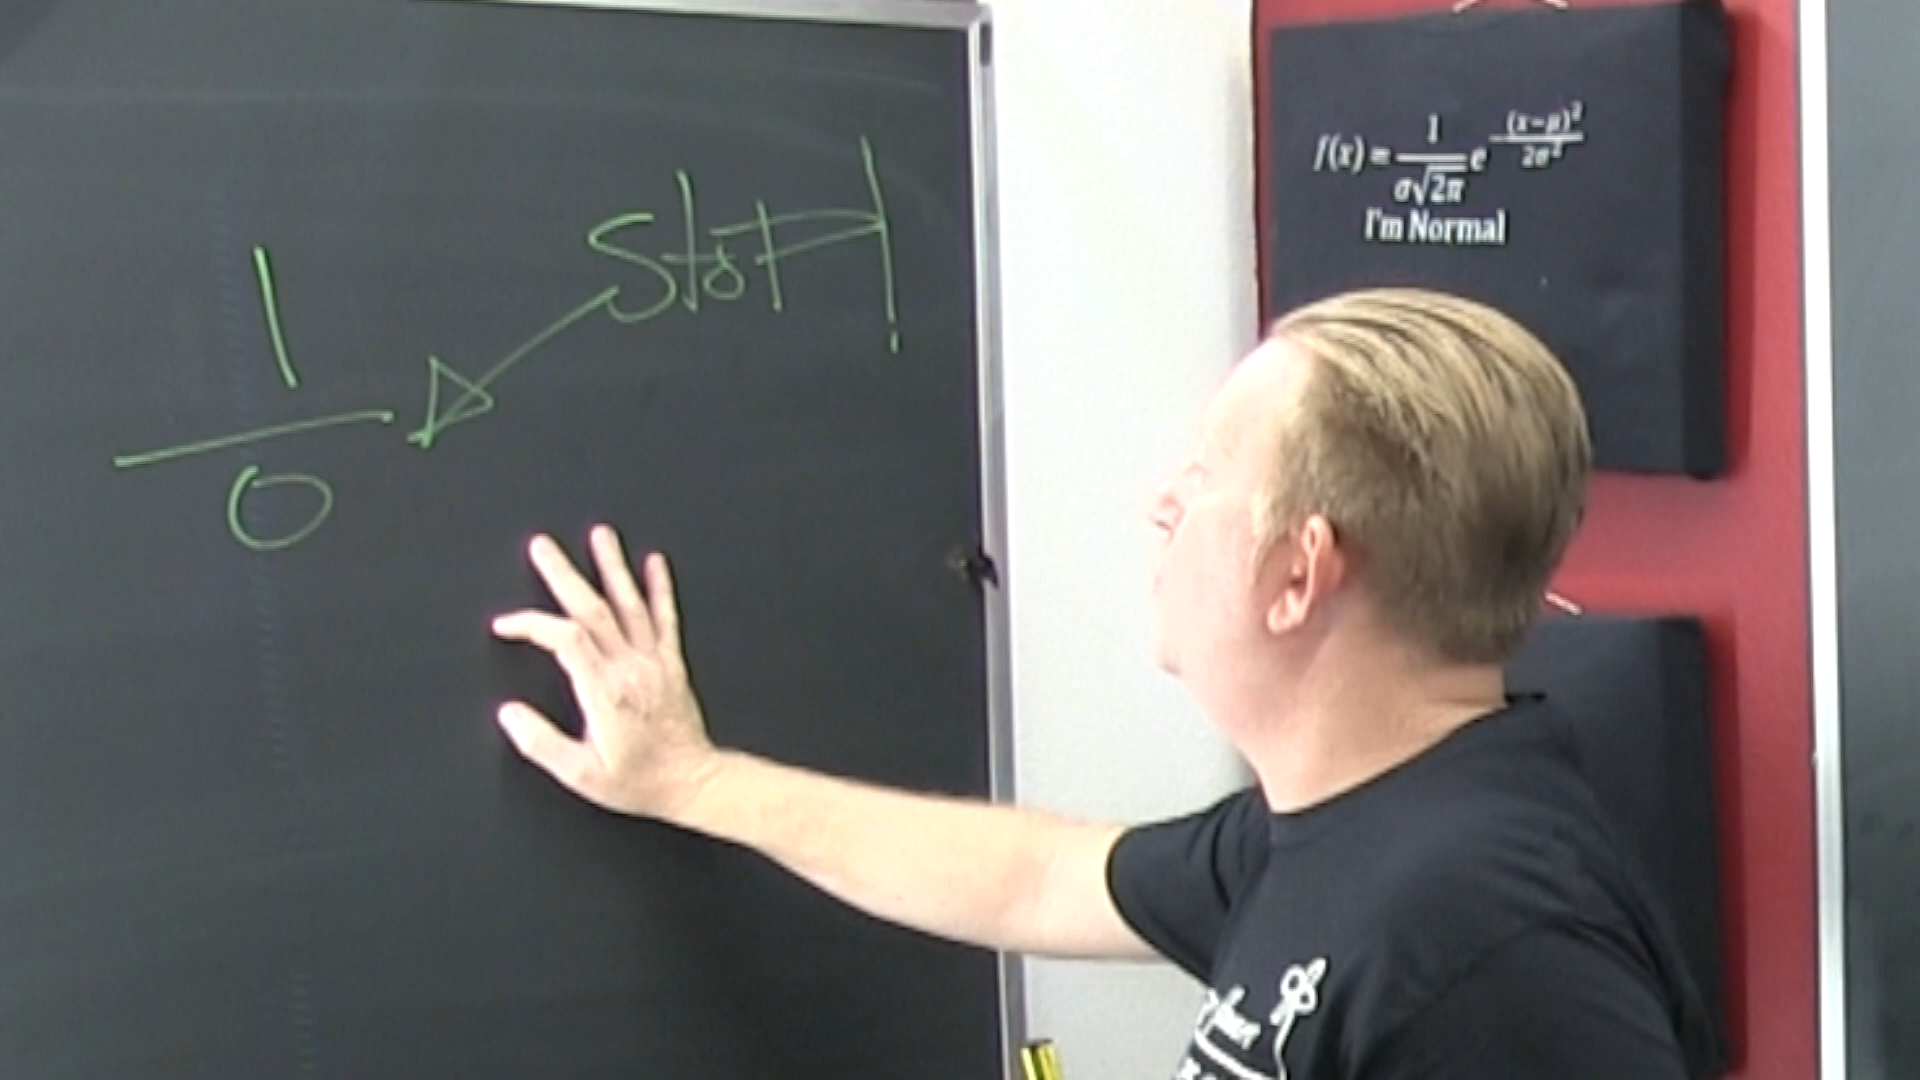 1
0
StoP!
f(x) = 1/(σ√2π) e^(-(x-μ)²/(2σ²))
I'm Normal